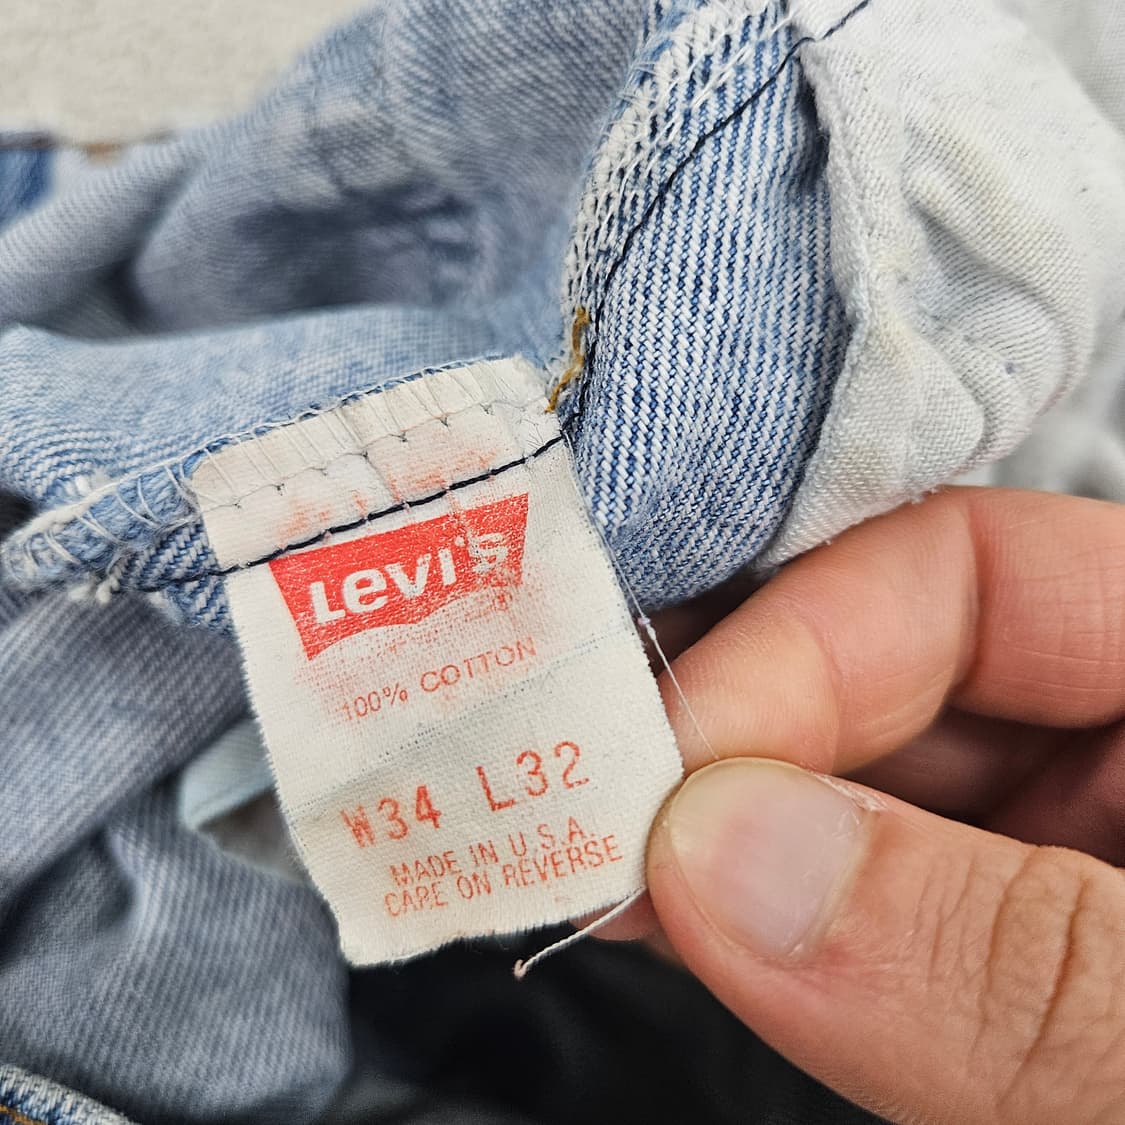 Levi's
100% COTTON
W34 L32
MADE IN U.S.A.
CARE ON REVERSE